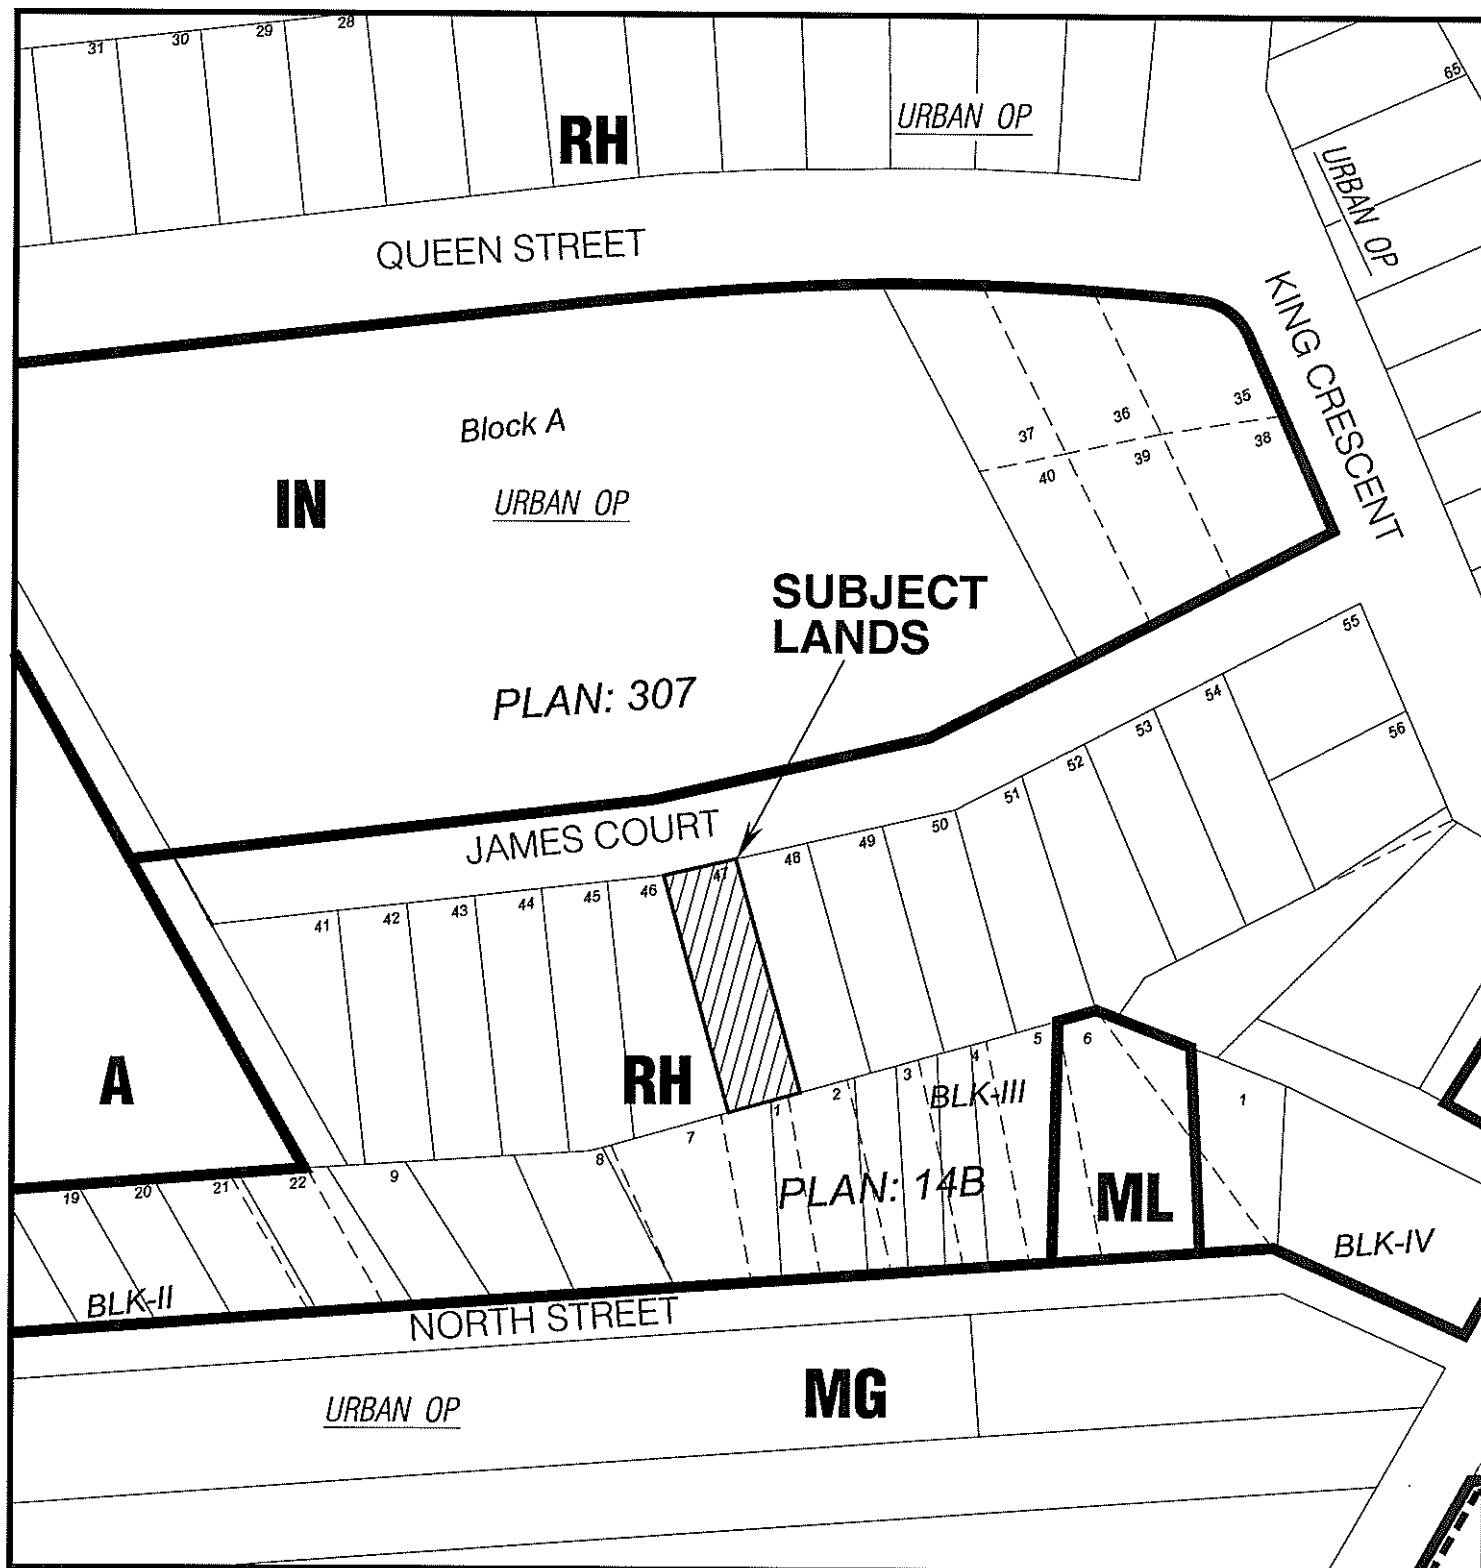 31
30
29
28
65
RH
URBAN OP
URBAN OP
QUEEN STREET
KING CRESCENT
Block A
37
36
35
40
39
38
IN
URBAN OP
SUBJECT
LANDS
PLAN: 307
55
54
53
56
52
51
50
49
48
JAMES COURT
47
46
45
44
43
42
41
A
RH
5
6
4
3
2
1
BLK-III
1
7
8
9
PLAN: 14B
ML
19
20
21
22
BLK-IV
BLK-II
NORTH STREET
MG
URBAN OP